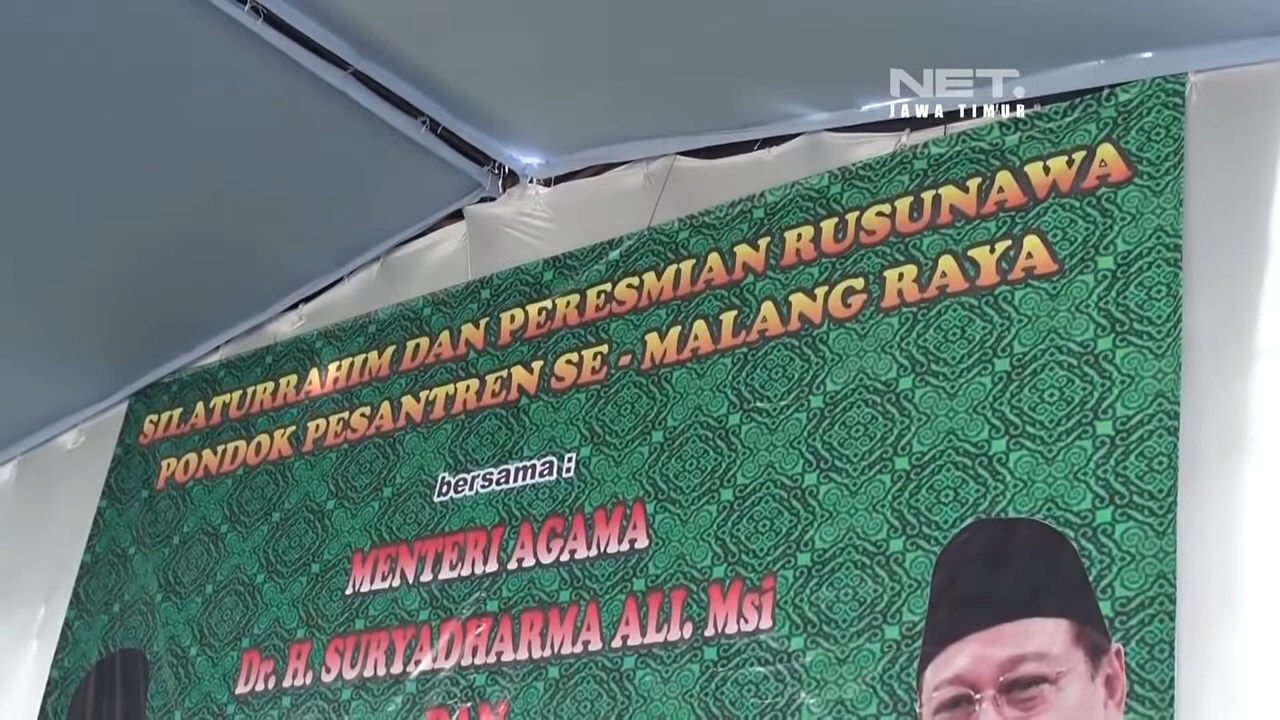 NET.
JAWA TIMUR
SILATURRAHIM DAN PERESMIAN RUSUNAWA
PONDOK PESANTREN SE - MALANG RAYA
bersama :
MENTERI AGAMA
Dr. H. SURYADHARMA ALI. Msi
DAN